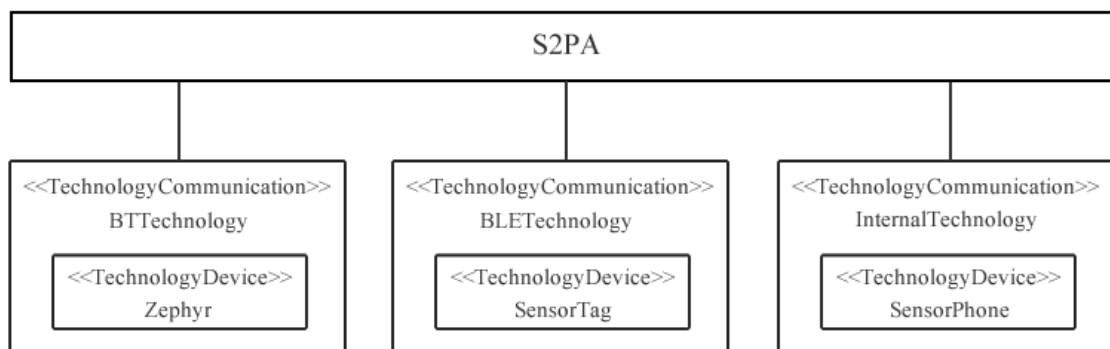 S2PA
<<TechnologyCommunication>>
BTTechnology
<<TechnologyDevice>>
Zephyr
<<TechnologyCommunication>>
BLETechnology
<<TechnologyDevice>>
SensorTag
<<TechnologyCommunication>>
InternalTechnology
<<TechnologyDevice>>
SensorPhone